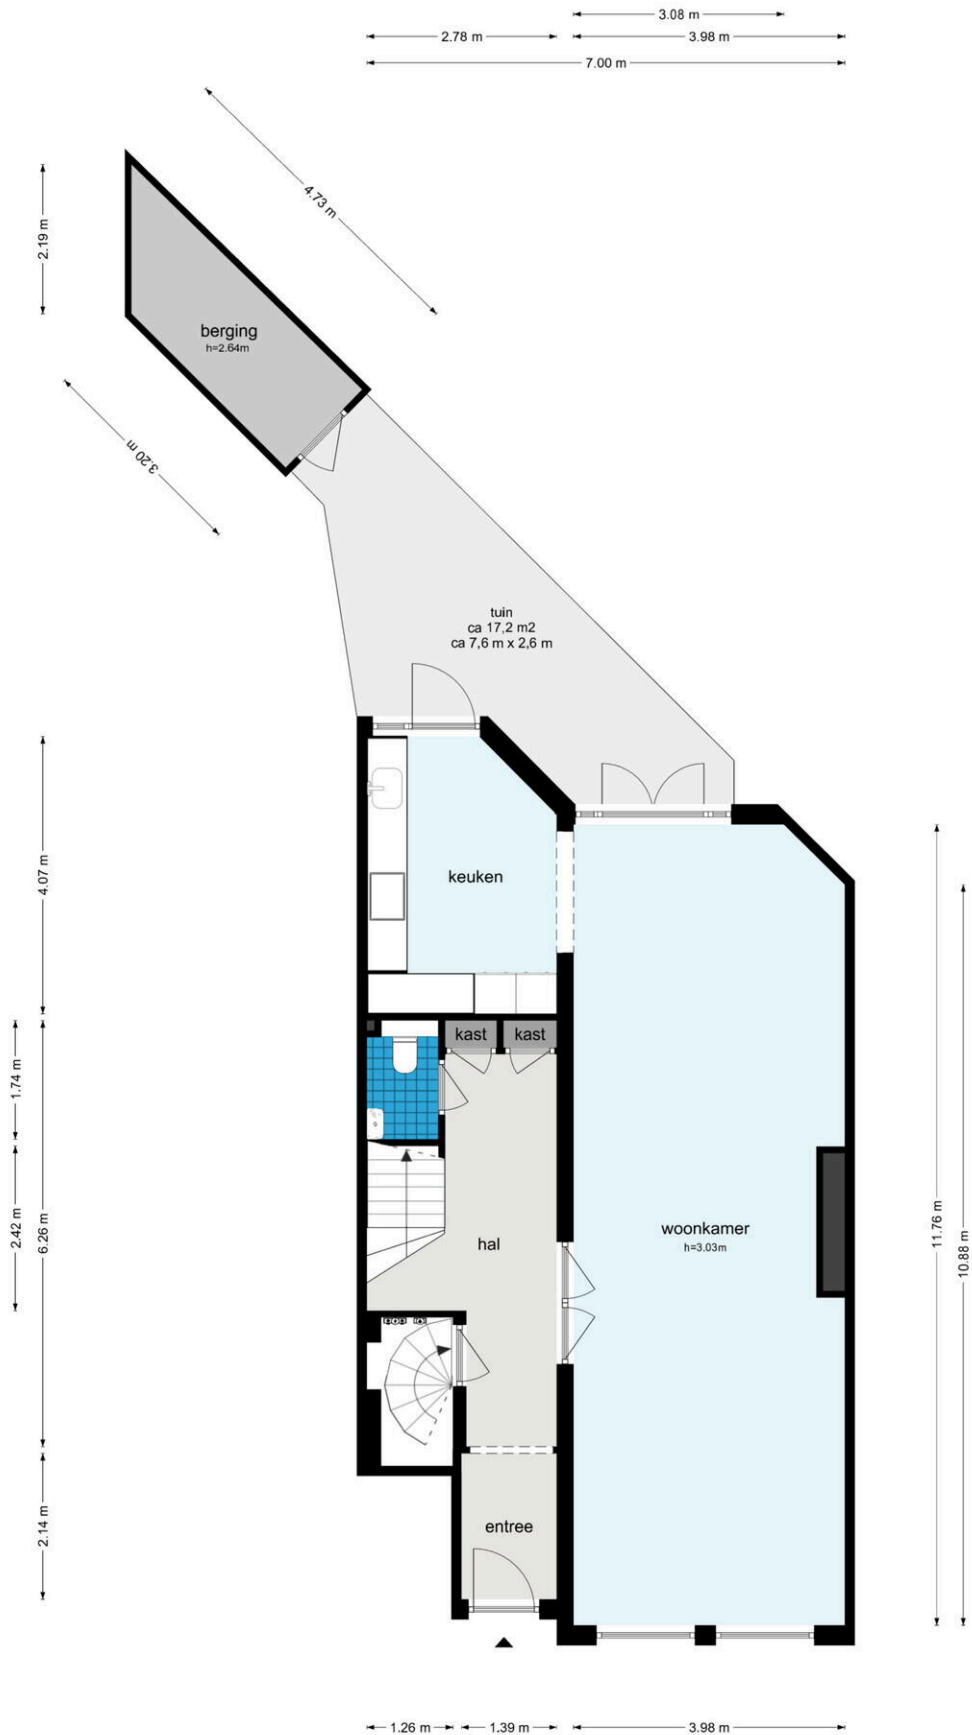 3.08 m
2.78 m
3.98 m
7.00 m
4.73 m
2.19 m
berging
h=2.64m
3.20 m
tuin
ca 17,2 m2
ca 7,6 m x 2,6 m
4.07 m
keuken
kast
kast
1.74 m
2.42 m
6.26 m
hal
woonkamer
h=3.03m
11.76 m
10.88 m
2.14 m
entree
1.26 m
1.39 m
3.98 m